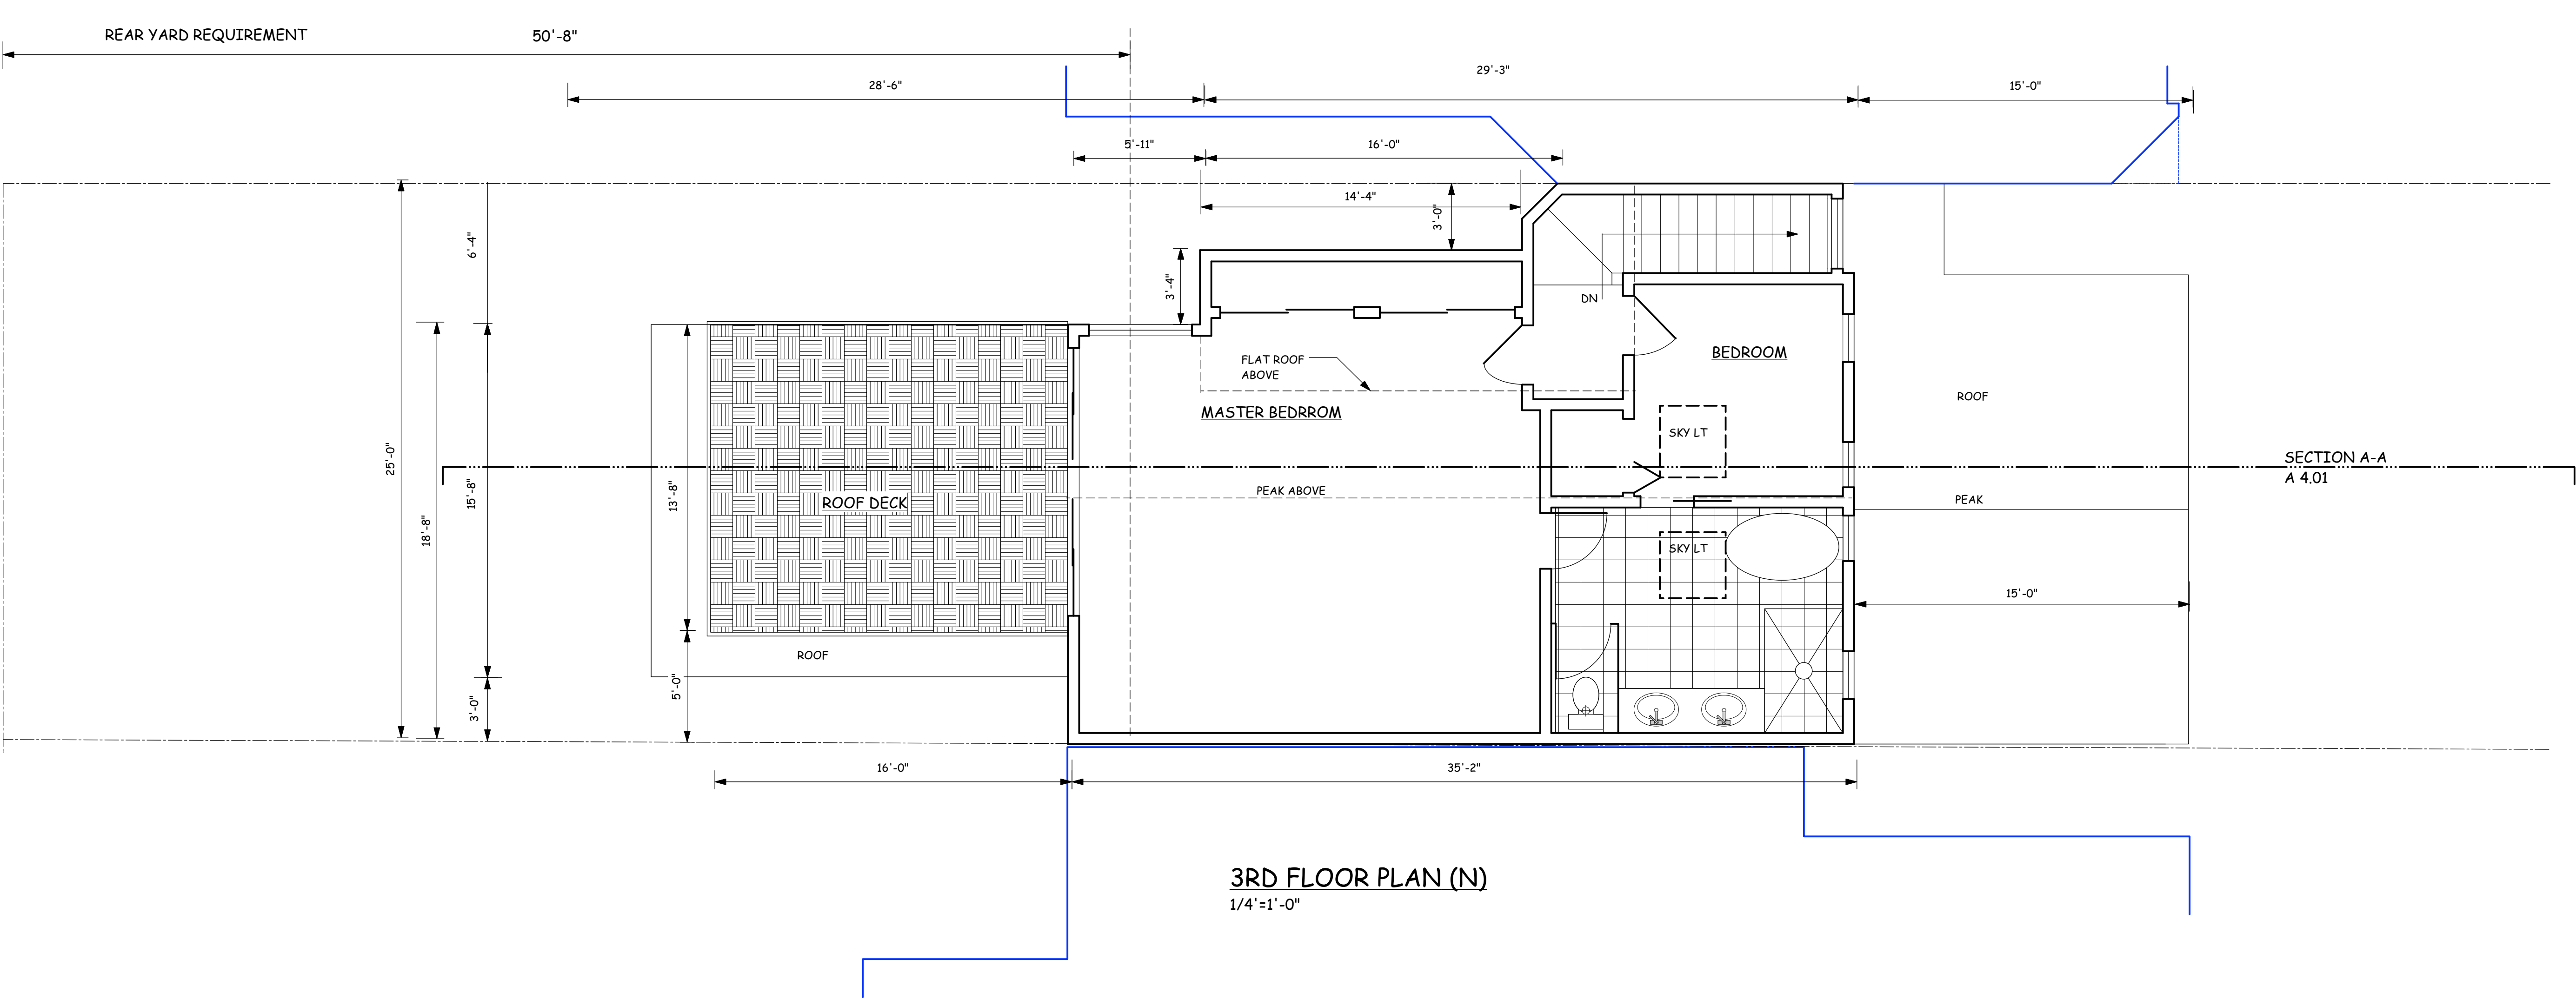 REAR YARD REQUIREMENT
50'-8"
28'-6"
29'-3"
15'-0"
5'-11"
16'-0"
14'-4"
3'-0"
6'-4"
3'-4"
DN
BEDROOM
FLAT ROOF
ABOVE
MASTER BEDRROM
ROOF
SKY LT
25'-0"
18'-8"
15'-8"
13'-8"
ROOF DECK
PEAK ABOVE
PEAK
SECTION A-A
A 4.01
SKY LT
15'-0"
ROOF
5'-0"
3'-0"
16'-0"
35'-2"
3RD FLOOR PLAN (N)
1/4'=1'-0"